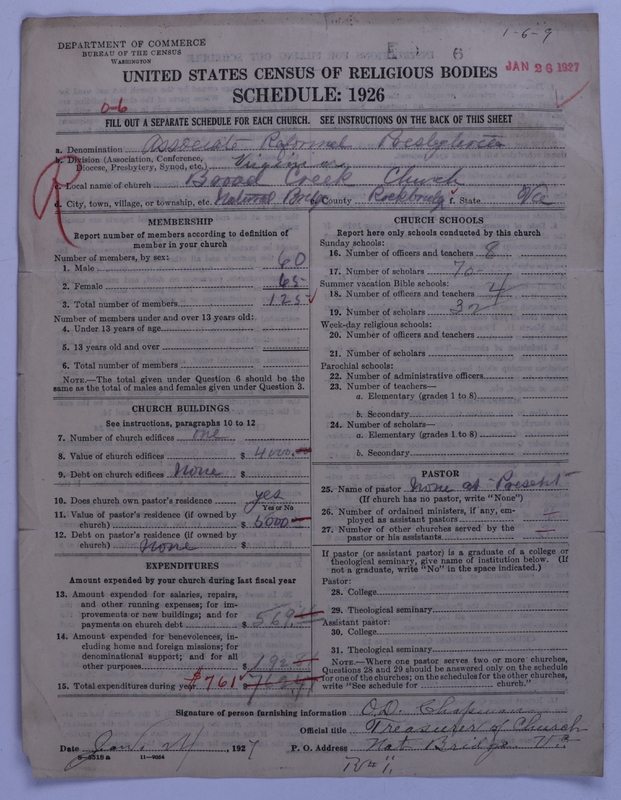 1-6-9
DEPARTMENT OF COMMERCE
BUREAU OF THE CENSUS
WASHINGTON
JAN 26 1927
UNITED STATES CENSUS OF RELIGIOUS BODIES
SCHEDULE: 1926
0-6
FILL OUT A SEPARATE SCHEDULE FOR EACH CHURCH. SEE INSTRUCTIONS ON THE BACK OF THIS SHEET
a. Denomination Associate Reformed Presbyterian
b. Division (Association, Conference, Diocese, Presbytery, Synod, etc.) Virginia
c. Local name of church Broad Creek Church
d. City, town, village, or township, etc. Natural Bridge County Rockbridge f. State Va
R
MEMBERSHIP
Report number of members according to definition of
member in your church
Number of members, by sex:
1. Male 60
2. Female 65
3. Total number of members 125
Number of members under and over 13 years old:
4. Under 13 years of age
5. 13 years old and over
6. Total number of members
NOTE.—The total given under Question 6 should be the
same as the total of males and females given under Question 3.
CHURCH BUILDINGS
See instructions, paragraphs 10 to 12
7. Number of church edifices one
8. Value of church edifices $ 4000.
9. Debt on church edifices None $
10. Does church own pastor's residence yes
Yes or No
11. Value of pastor's residence (if owned by
church) $ 5000
12. Debt on pastor's residence (if owned by
church) None $
EXPENDITURES
Amount expended by your church during last fiscal year
13. Amount expended for salaries, repairs,
and other running expenses; for im-
provements or new buildings; and for
payments on church debt $ 569.
14. Amount expended for benevolences, in-
cluding home and foreign missions; for
denominational support; and for all
other purposes $ 192
15. Total expenditures during year $761
CHURCH SCHOOLS
Report here only schools conducted by this church
Sunday schools:
16. Number of officers and teachers 8
17. Number of scholars 70
Summer vacation Bible schools:
18. Number of officers and teachers 4
19. Number of scholars 32
Week-day religious schools:
20. Number of officers and teachers
21. Number of scholars
Parochial schools:
22. Number of administrative officers
23. Number of teachers—
a. Elementary (grades 1 to 8)
b. Secondary
24. Number of scholars—
a. Elementary (grades 1 to 8)
b. Secondary
PASTOR
25. Name of pastor None at Present
(If church has no pastor, write "None")
26. Number of ordained ministers, if any, em-
ployed as assistant pastors
27. Number of other churches served by the
pastor or his assistants
If pastor (or assistant pastor) is a graduate of a college or
theological seminary, give name of institution below. (If
not a graduate, write "No" in the space indicated.)
Pastor:
28. College
29. Theological seminary
Assistant pastor:
30. College
31. Theological seminary
NOTE.—Where one pastor serves two or more churches,
Questions 28 and 29 should be answered only on the schedule
for one of the churches; on the schedules for the other churches,
write "See schedule for church."
Signature of person furnishing information O.D. Chapman
Official title Treasurer of Church
Date Jan. 24, 1927 P. O. Address Nat Bridge Va
8-5318a 11-9064